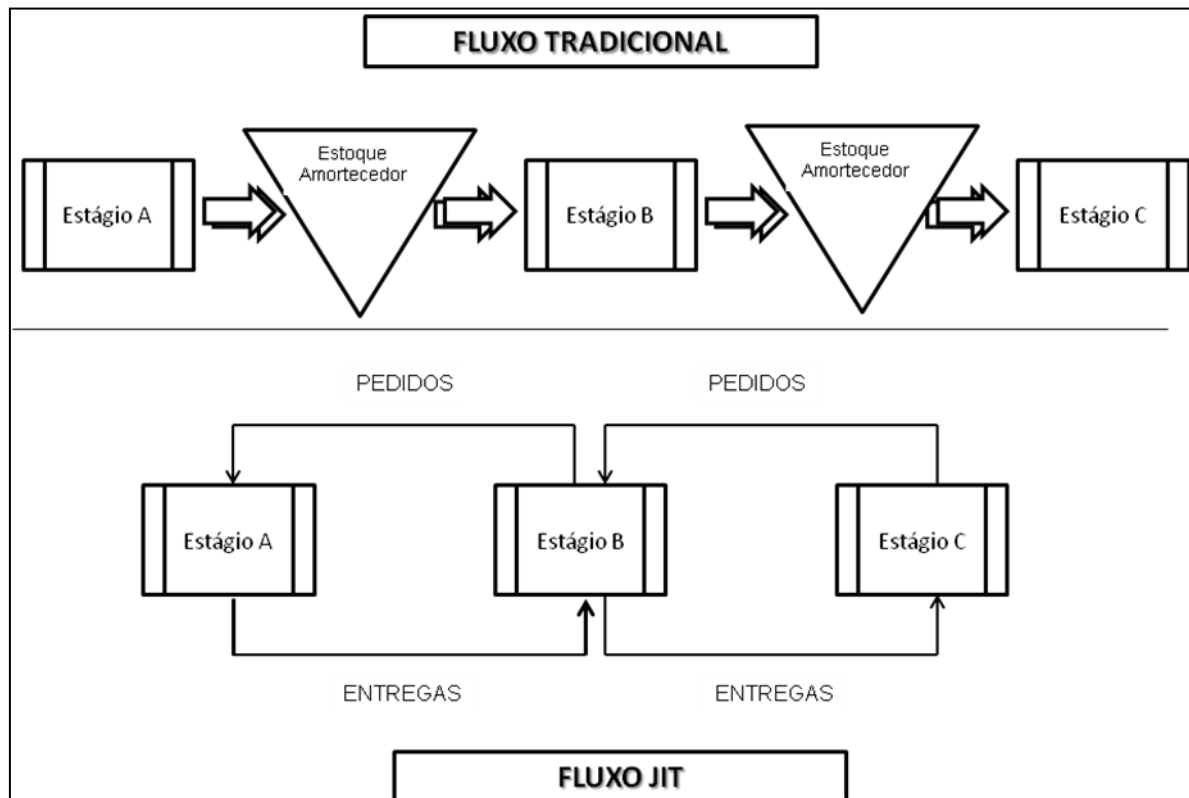 FLUXO TRADICIONAL
Estoque
Amortecedor
Estoque
Amortecedor
Estágio A
Estágio B
Estágio C
PEDIDOS
PEDIDOS
Estágio A
Estágio B
Estágio C
ENTREGAS
ENTREGAS
FLUXO JIT